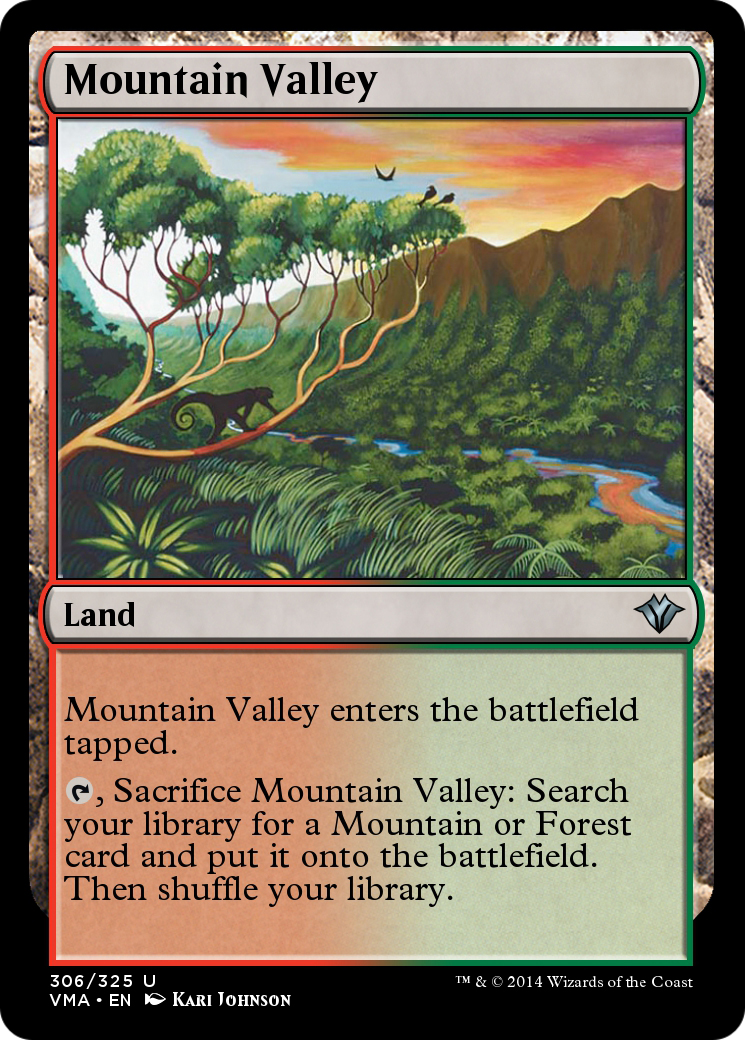 Mountain Valley
Land
Mountain Valley enters the battlefield
tapped.
, Sacrifice Mountain Valley: Search
your library for a Mountain or Forest
card and put it onto the battlefield.
Then shuffle your library.
306/325 U
™ & © 2014 Wizards of the Coast
VMA • EN Kari Johnson